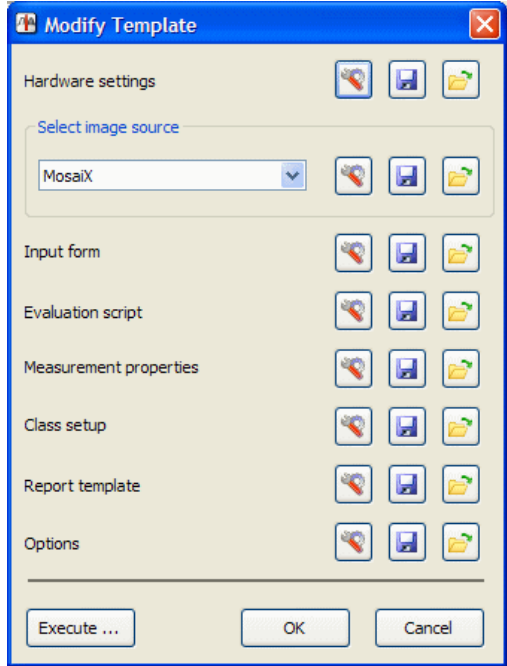 Modify Template
Hardware settings
Select image source
MosaiX
Input form
Evaluation script
Measurement properties
Class setup
Report template
Options
Execute ... OK Cancel